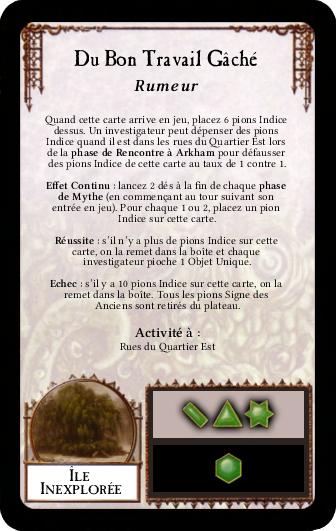 Du Bon Travail Gâché
Rumeur
Quand cette carte arrive en jeu, placez 6 pions Indice
dessus. Un investigateur peut dépenser des pions
Indice quand il est dans les rues du Quartier Est lors
de la phase de Rencontre à Arkham pour défausser
des pions Indice de cette carte au taux de 1 contre 1.
Effet Continu : lancez 2 dés à la fin de chaque phase
de Mythe (en commençant au tour suivant son
entrée en jeu). Pour chaque 1 ou 2, placez un pion
Indice sur cette carte.
Réussite : s'il n'y a plus de pions Indice sur cette
carte, on la remet dans la boîte et chaque
investigateur pioche 1 Objet Unique.
Echec : s'il y a 10 pions Indice sur cette carte, on la
remet dans la boîte. Tous les pions Signe des
Anciens sont retirés du plateau.
Activité à :
Rues du Quartier Est
Île
Inexplorée